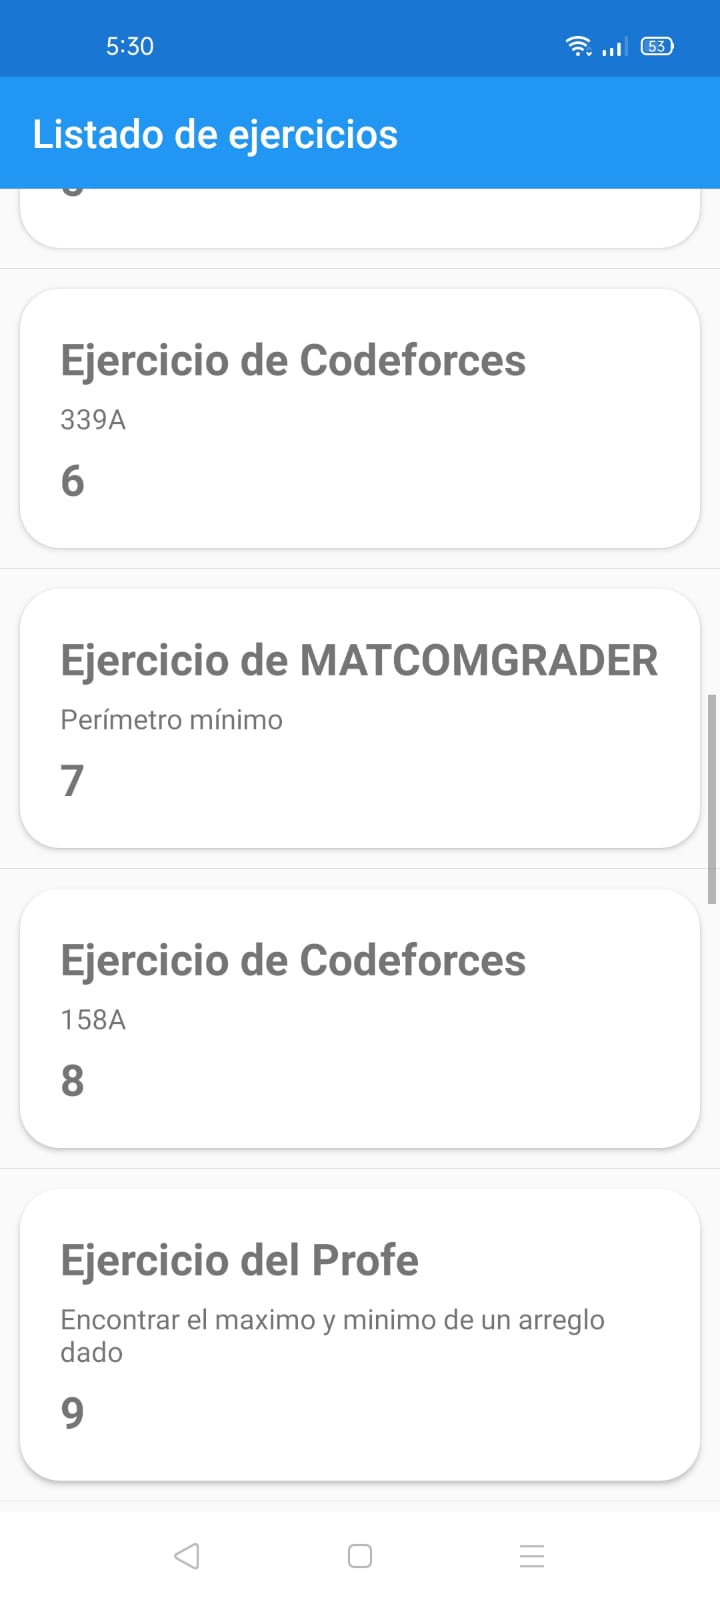 5:30
53
Listado de ejercicios
Ejercicio de Codeforces
339A
6
Ejercicio de MATCOMGRADER
Perímetro mínimo
7
Ejercicio de Codeforces
158A
8
Ejercicio del Profe
Encontrar el maximo y minimo de un arreglo
dado
9